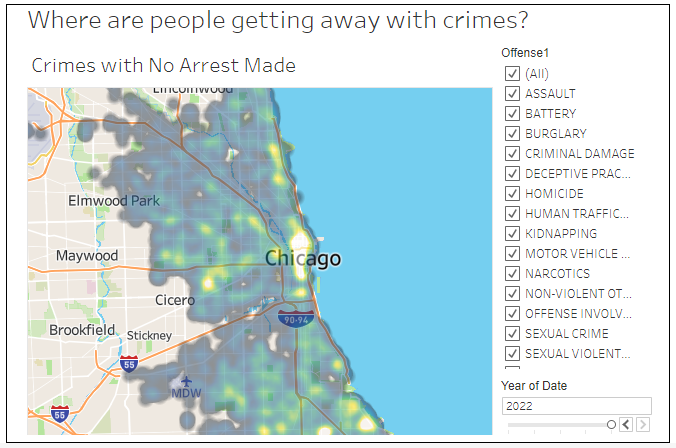 Where are people getting away with crimes?
Crimes with No Arrest Made
Lincolnwood
Elmwood Park
Maywood
Chicago
Cicero
Brookfield
Stickney
90-94
55
MDW
55
Offense1
(All)
ASSAULT
BATTERY
BURGLARY
CRIMINAL DAMAGE
DECEPTIVE PRAC...
HOMICIDE
HUMAN TRAFFIC...
KIDNAPPING
MOTOR VEHICLE ...
NARCOTICS
NON-VIOLENT OT...
OFFENSE INVOLV...
SEXUAL CRIME
SEXUAL VIOLENT...
Year of Date
2022